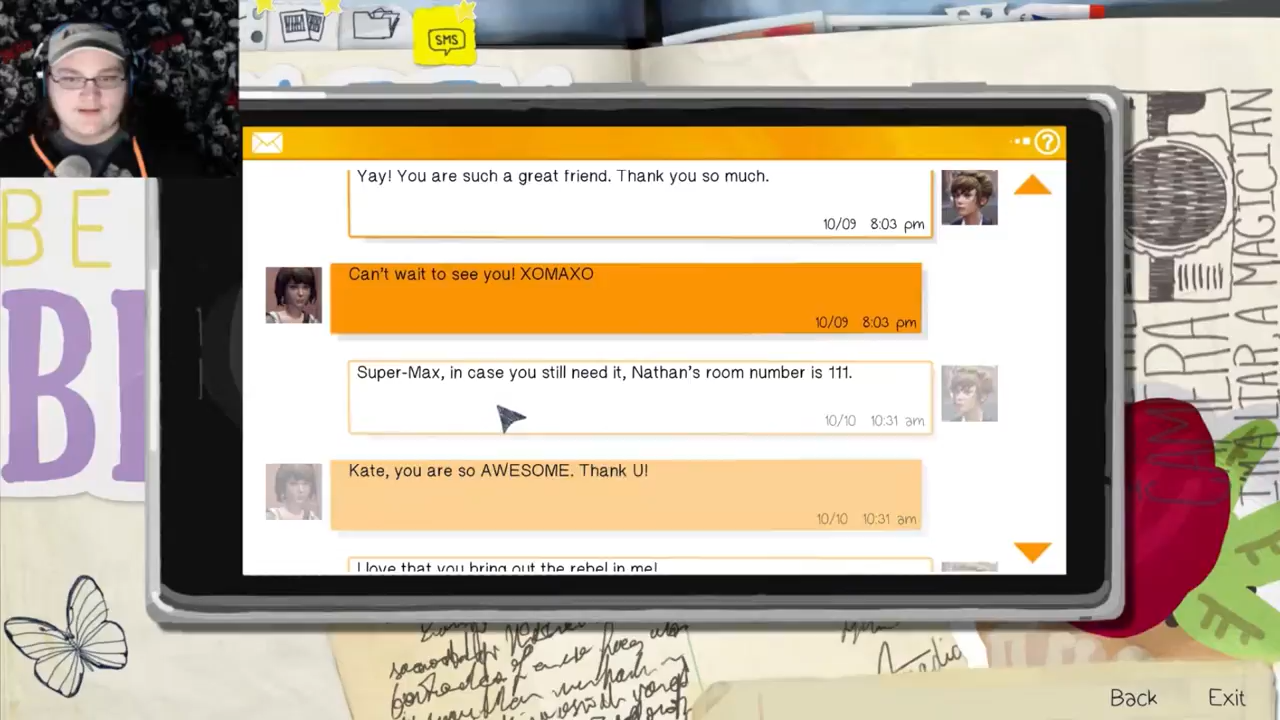 SMS
BE
Yay! You are such a great friend. Thank you so much.
10/09 8:03 pm
Can't wait to see you! XOMAXO
10/09 8:03 pm
Super-Max, in case you still need it, Nathan's room number is 111.
10/10 10:31 am
Kate, you are so AWESOME. Thank U!
10/10 10:31 am
I love that you bring out the rebel in me!
Back
Exit